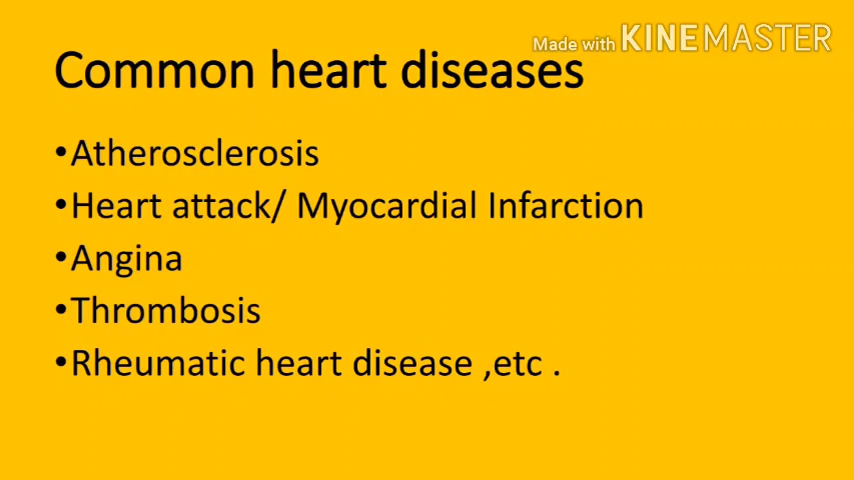 Made with KINEMASTER
Common heart diseases
•Atherosclerosis
•Heart attack/ Myocardial Infarction
•Angina
•Thrombosis
•Rheumatic heart disease ,etc .